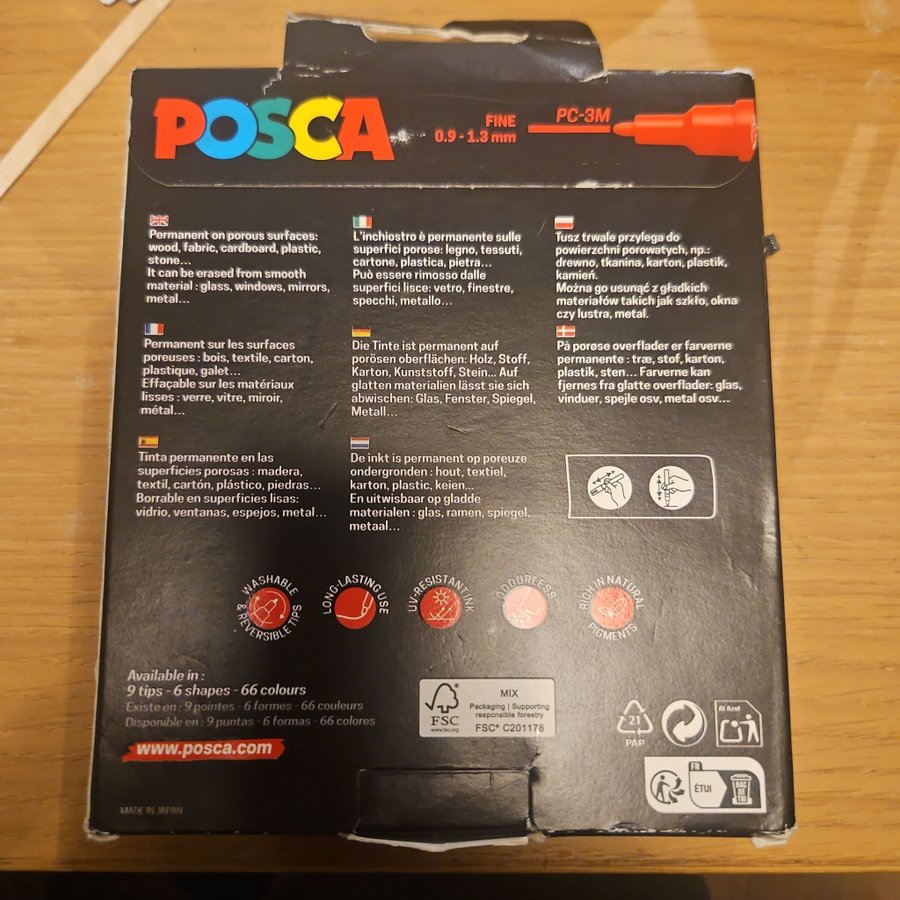 POSCA
FINE
0.9 - 1.3 mm
PC-3M
Permanent on porous surfaces:
wood, fabric, cardboard, plastic,
stone...
It can be erased from smooth
material : glass, windows, mirrors,
metal...
L'inchiostro è permanente sulle
superfici porose: legno, tessuti,
cartone, plastica, pietra...
Può essere rimosso dalle
superfici lisce: vetro, finestre,
specchi, metallo...
Tusz trwale przylega do
powierzchni porowatych, np.:
drewno, tkanina, karton, plastik,
kamień.
Można go usunąć z gładkich
materiałów takich jak szkło, okna
czy lustra, metal.
Permanent sur les surfaces
poreuses : bois, textile, carton,
plastique, galet...
Effaçable sur les matériaux
lisses : verre, vitre, miroir,
métal...
Die Tinte ist permanent auf
porösen oberflächen: Holz, Stoff,
Karton, Kunststoff, Stein... Auf
glatten materialien lässt sie sich
abwischen: Glas, Fenster, Spiegel,
Metall...
På porøse overflader er farverne
permanente : træ, stof, karton,
plastik, sten... Farverne kan
fjernes fra glatte overflader: glas,
vinduer, spejle osv, metal osv...
Tinta permanente en las
superficies porosas : madera,
textil, cartón, plástico, piedras...
Borrable en superficies lisas:
vidrio, ventanas, espejos, metal...
De inkt is permanent op poreuze
ondergronden : hout, textiel,
karton, plastic, keien...
En uitwisbaar op gladde
materialen : glas, ramen, spiegel,
metaal...
WASHABLE
& REVERSIBLE TIPS
LONG-LASTING USE
UV-RESISTANT INK
ODOURLESS
RICH IN NATURAL
PIGMENTS
Available in :
9 tips - 6 shapes - 66 colours
Existe en : 9 pointes - 6 formes - 66 couleurs
Disponible en : 9 puntas - 6 formas - 66 colores
www.posca.com
MADE IN JAPAN
FSC
www.fsc.org
MIX
Packaging | Supporting
responsible forestry
FSC® C201178
21
PAP
FR
ÉTUI
BAC
DE
TRI